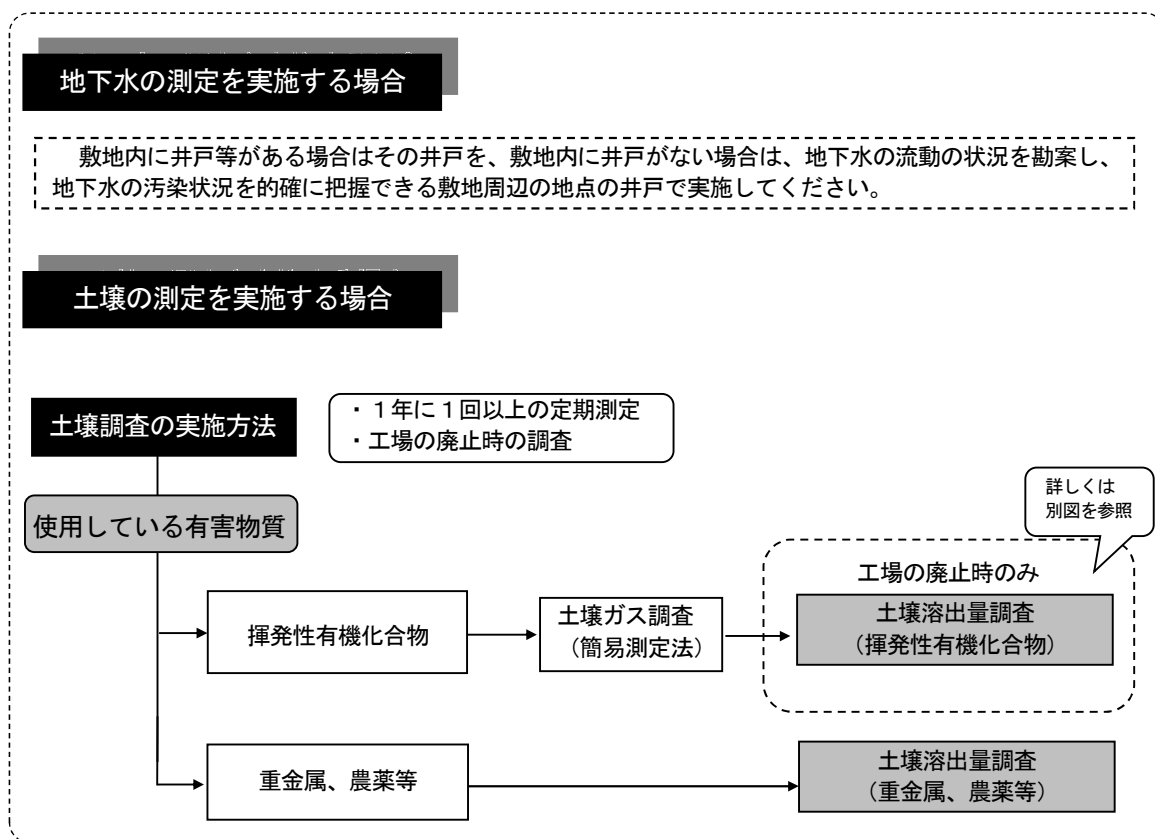 地下水の測定を実施する場合
敷地内に井戸等がある場合はその井戸を、敷地内に井戸がない場合は、地下水の流動の状況を勘案し、
地下水の汚染状況を的確に把握できる敷地周辺の地点の井戸で実施してください。
土壌の測定を実施する場合
土壌調査の実施方法
・１年に１回以上の定期測定
・工場の廃止時の調査
使用している有害物質
詳しくは
別図を参照
工場の廃止時のみ
揮発性有機化合物
土壌ガス調査
（簡易測定法）
土壌溶出量調査
（揮発性有機化合物）
重金属、農薬等
土壌溶出量調査
（重金属、農薬等）